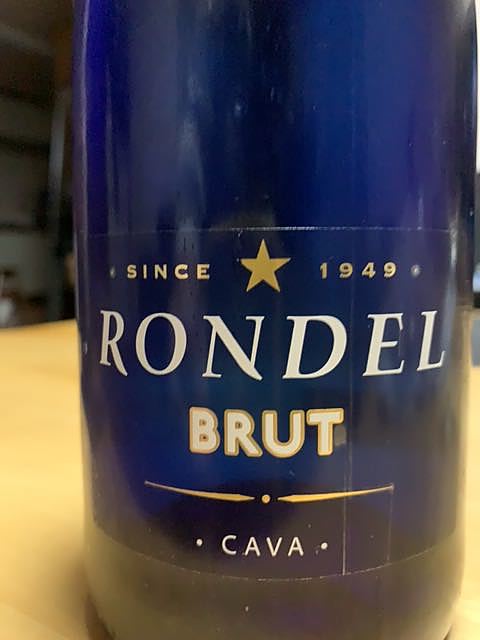 SINCE 1949
RONDEL
BRUT
• CAVA •